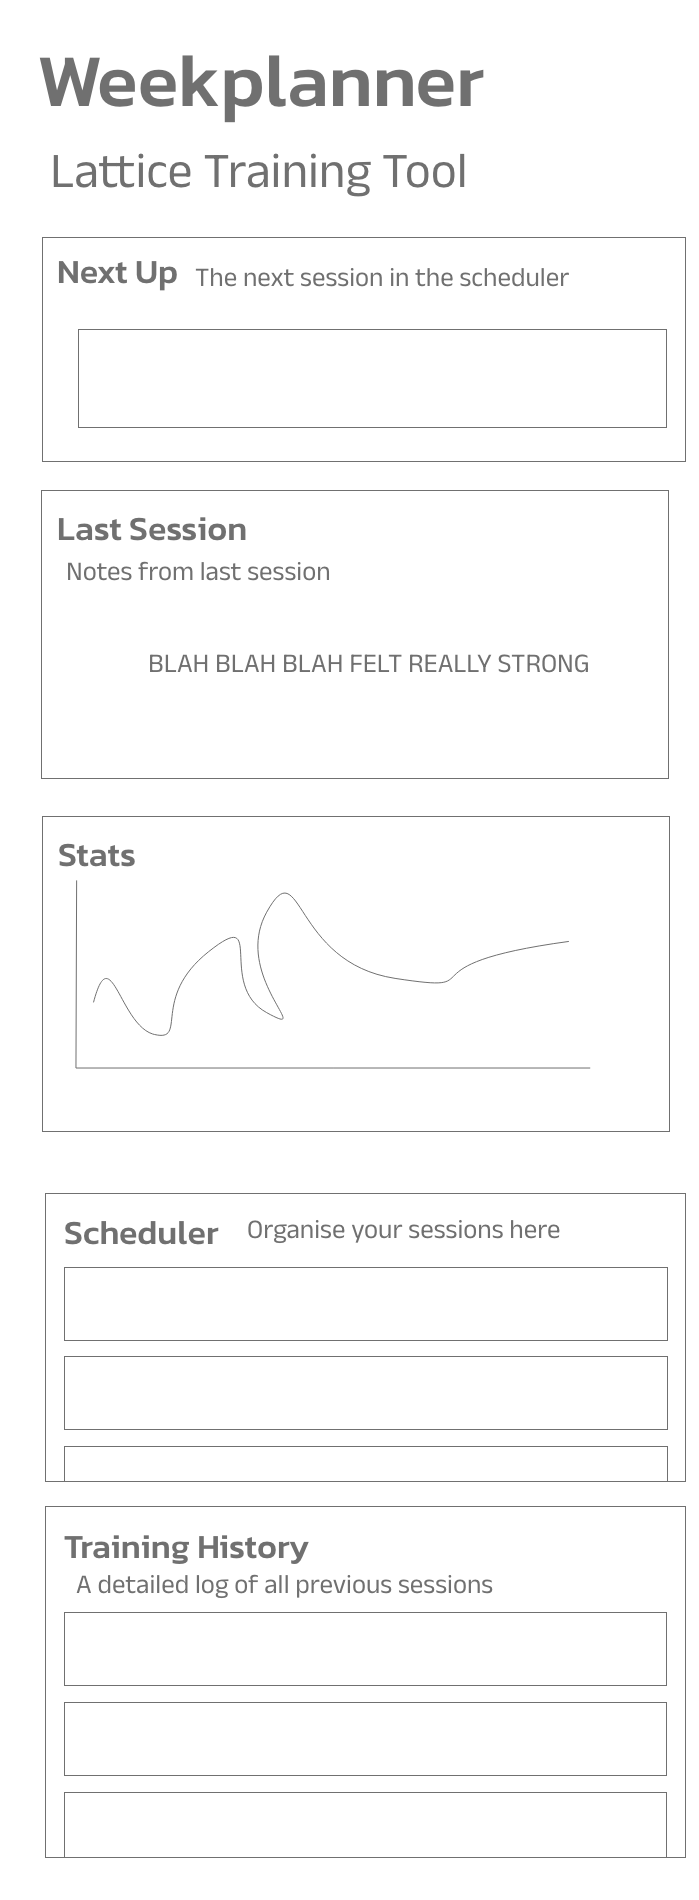 Weekplanner
Lattice Training Tool
Next Up The next session in the scheduler
Last Session
Notes from last session
BLAH BLAH BLAH FELT REALLY STRONG
Stats
Scheduler Organise your sessions here
Training History
A detailed log of all previous sessions